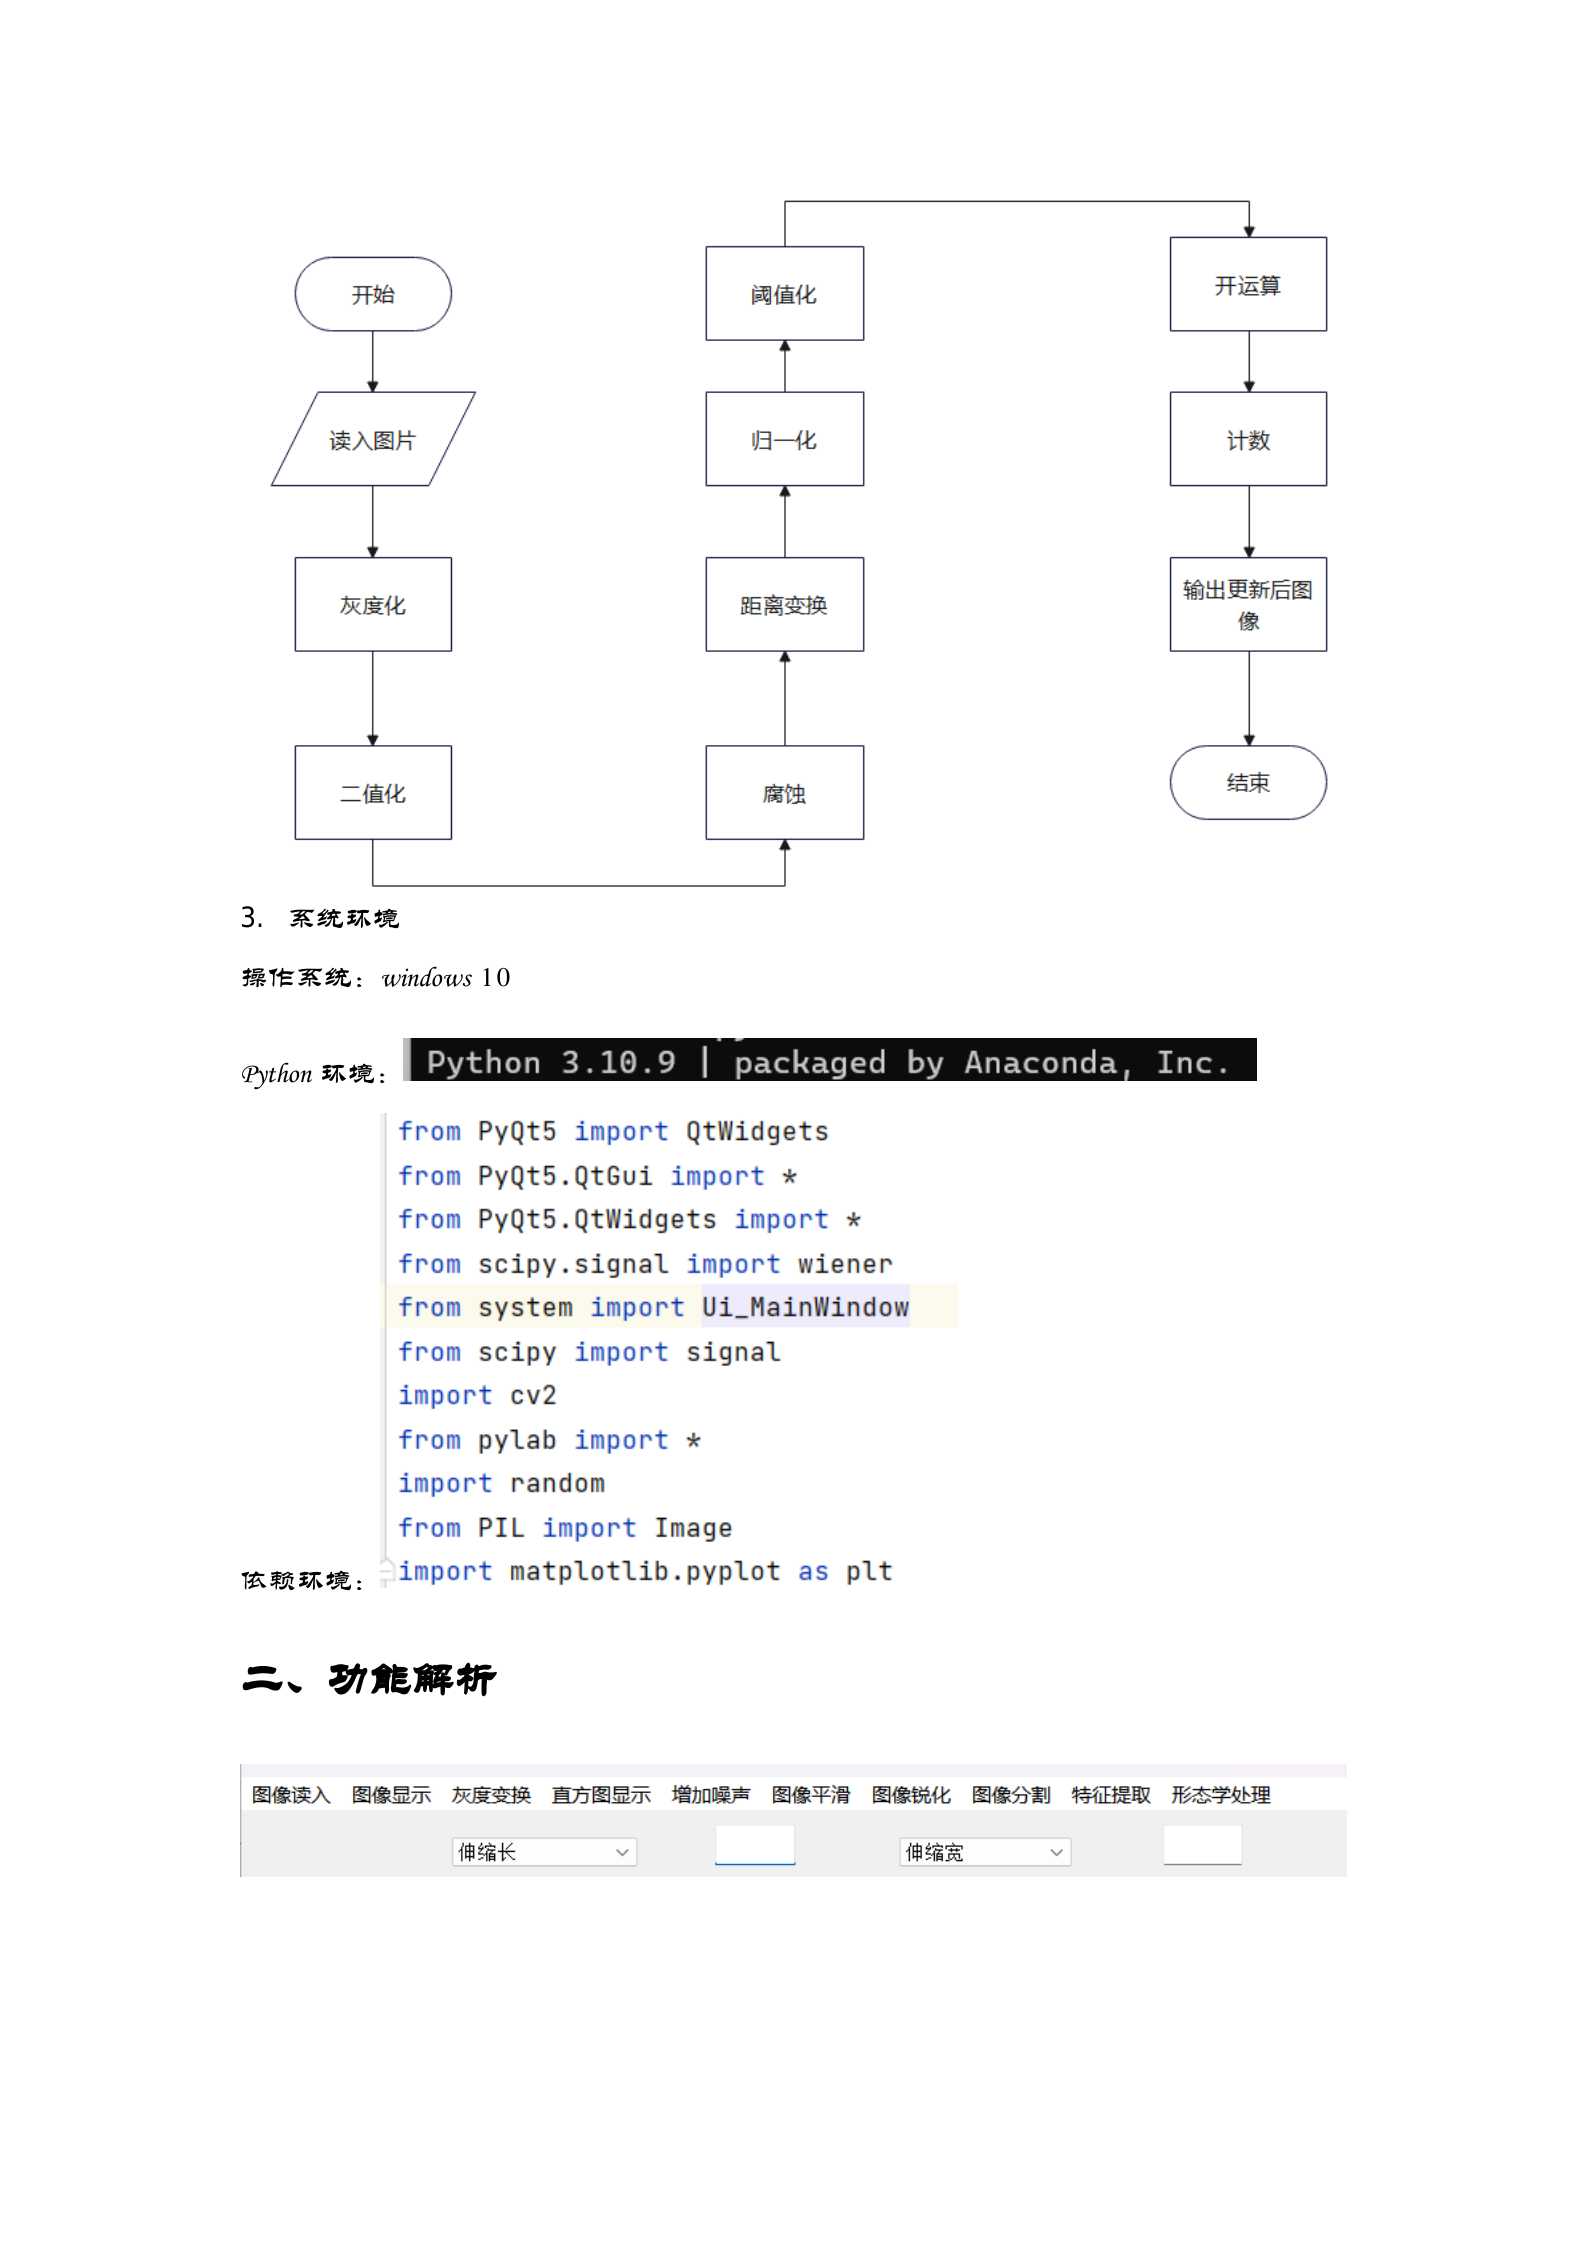 开始
读入图片
灰度化
二值化
腐蚀
距离变换
归一化
阈值化
开运算
计数
输出更新后图
像
结束
3. 系统环境
操作系统：windows 10
Python 环境：
Python 3.10.9 | packaged by Anaconda, Inc.
from PyQt5 import QtWidgets
from PyQt5.QtGui import *
from PyQt5.QtWidgets import *
from scipy.signal import wiener
from system import Ui_MainWindow
from scipy import signal
import cv2
from pylab import *
import random
from PIL import Image
依赖环境：import matplotlib.pyplot as plt
二、功能解析
图像读入 图像显示 灰度变换 直方图显示 增加噪声 图像平滑 图像锐化 图像分割 特征提取 形态学处理
伸缩长 伸缩宽